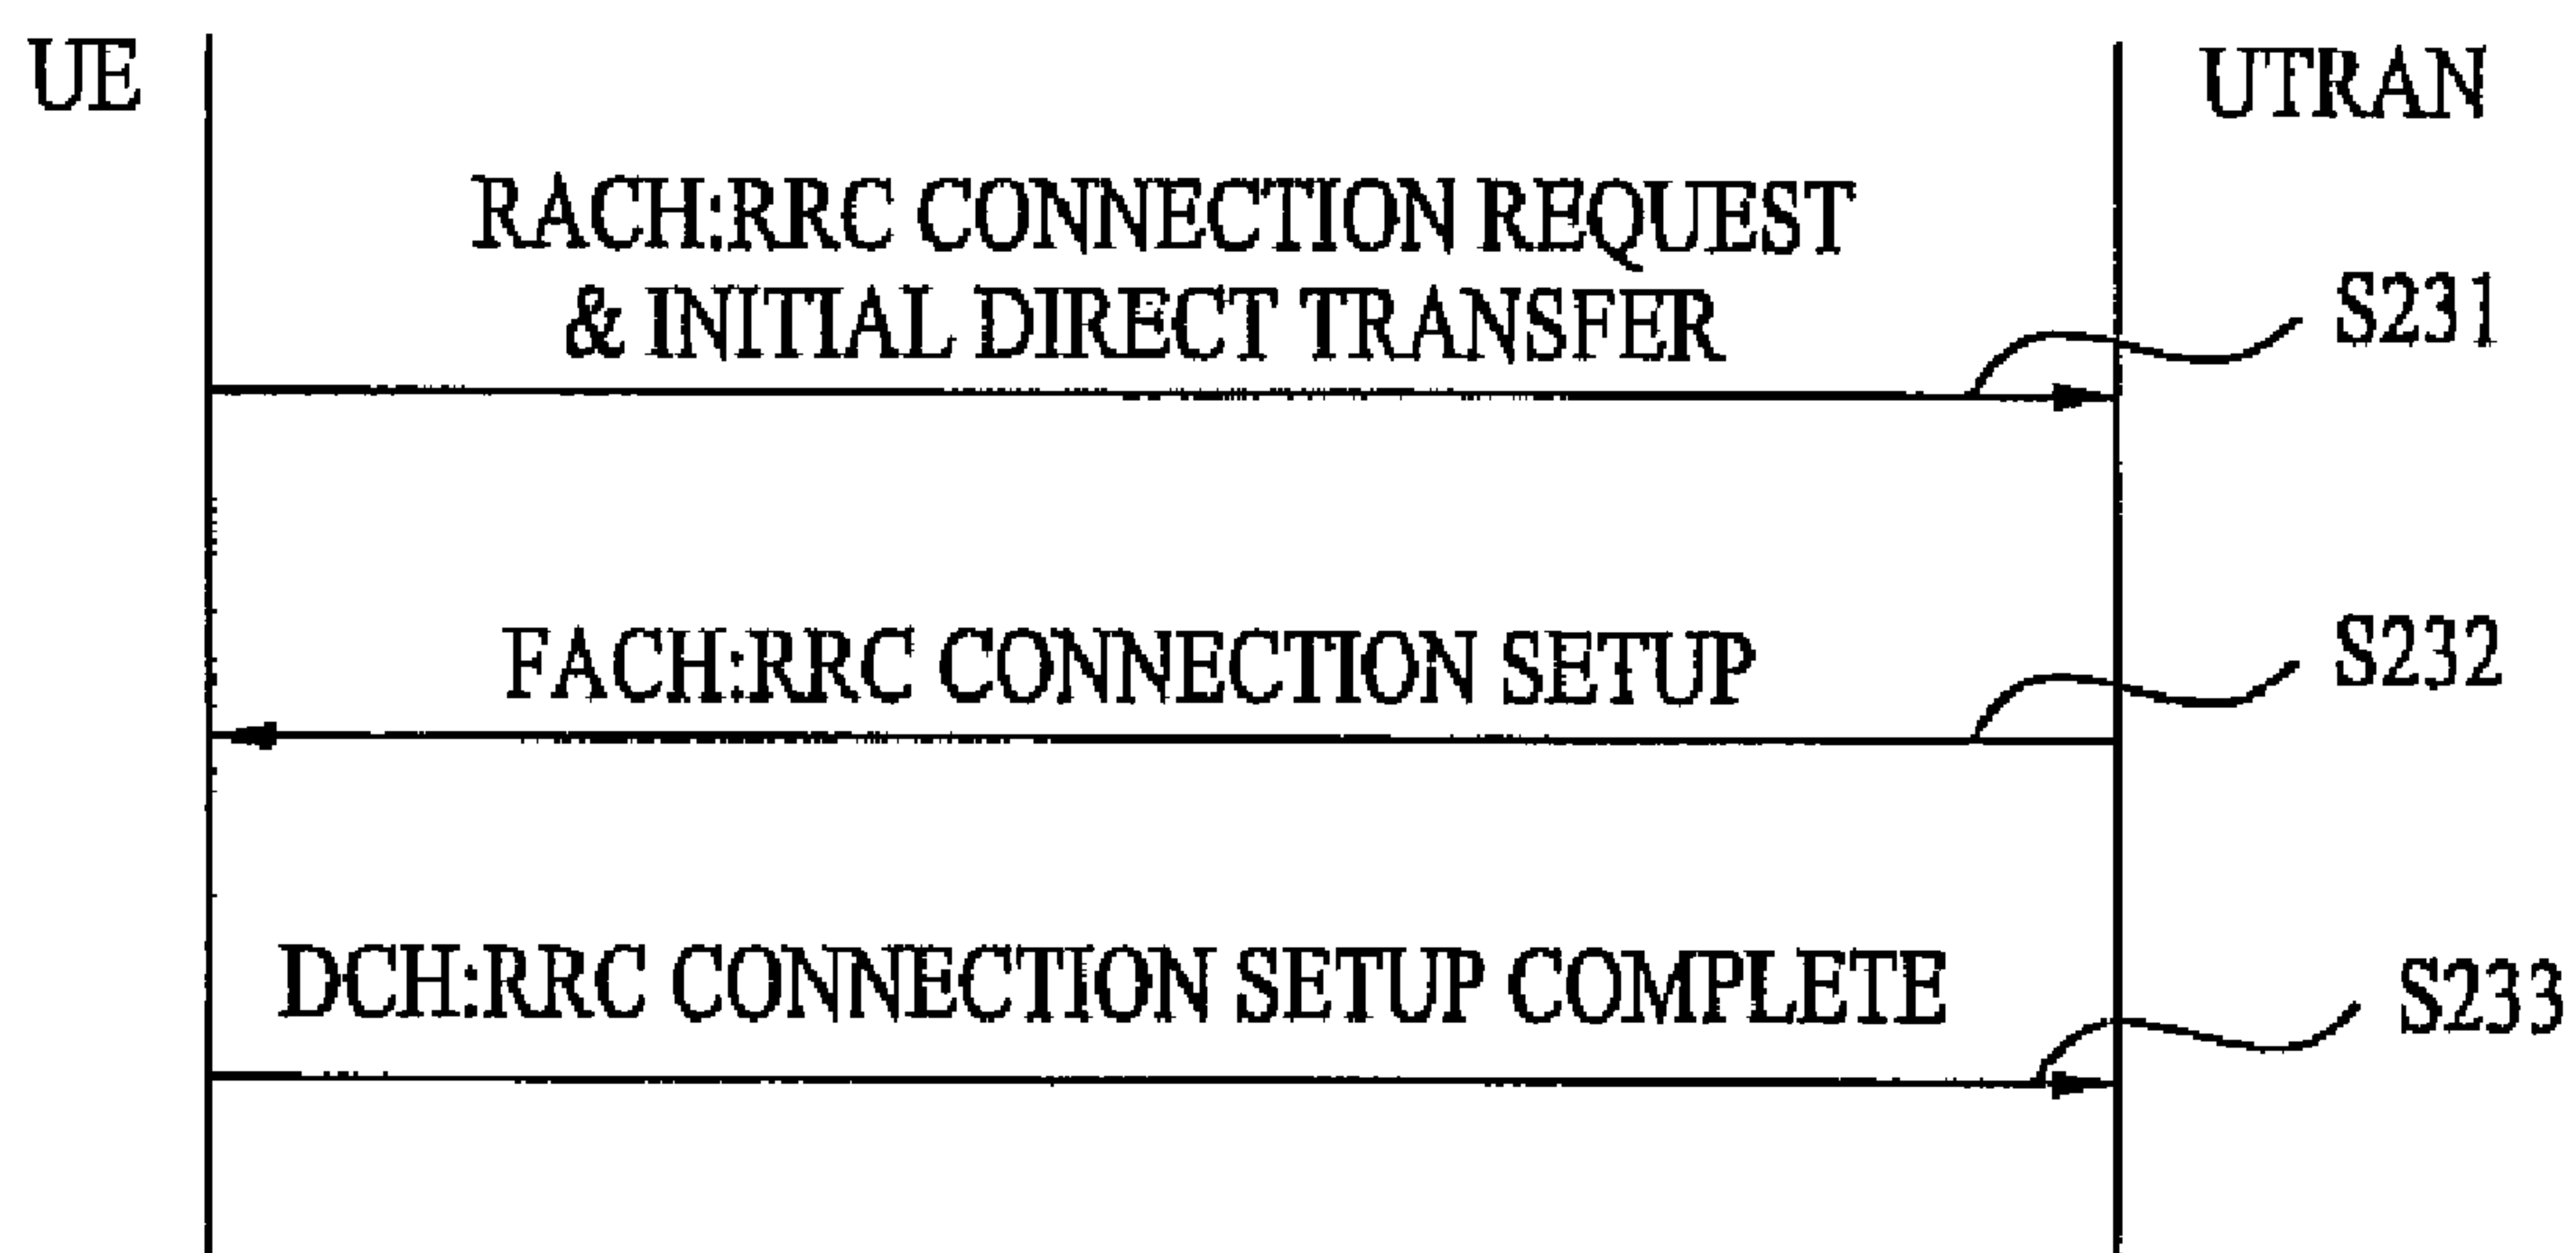 UE
UTRAN
RACH:RRC CONNECTION REQUEST
& INITIAL DIRECT TRANSFER
S231
FACH:RRC CONNECTION SETUP
S232
DCH:RRC CONNECTION SETUP COMPLETE
S233